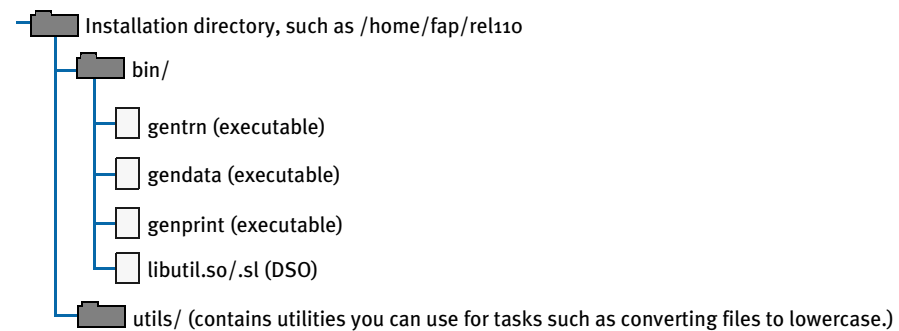 Installation directory, such as /home/fap/rel110
bin/
gentrn (executable)
gendata (executable)
genprint (executable)
libutil.so/.sl (DSO)
utils/ (contains utilities you can use for tasks such as converting files to lowercase.)